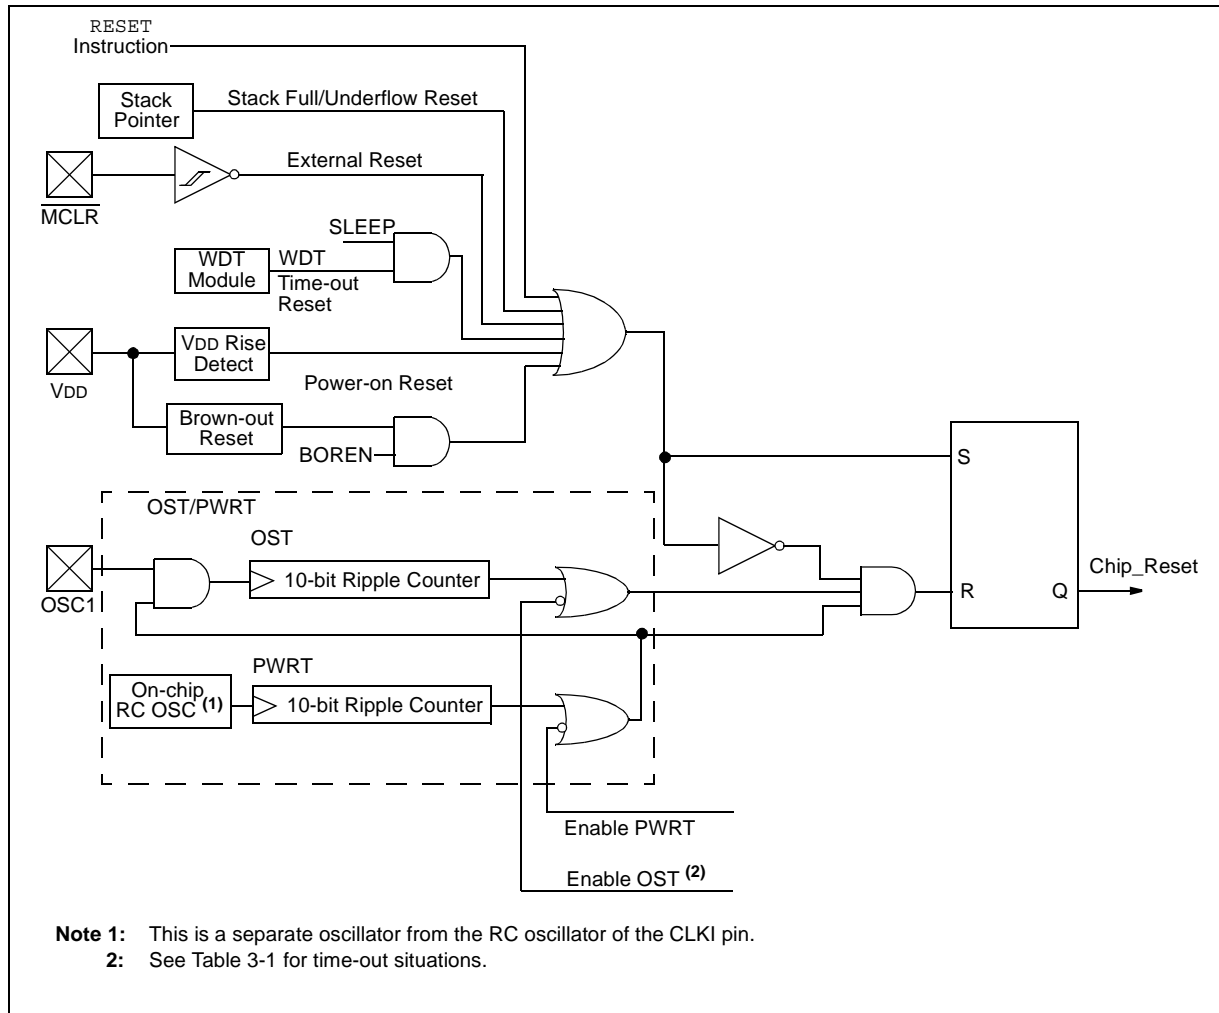 RESET
Instruction
Stack
Pointer
Stack Full/Underflow Reset
External Reset
MCLR
SLEEP
WDT
Module
WDT
Time-out
Reset
VDD Rise
Detect
VDD
Power-on Reset
Brown-out
Reset
BOREN
S
OST/PWRT
OST
10-bit Ripple Counter
OSC1
Chip_Reset
R
Q
PWRT
On-chip
RC OSC (1)
10-bit Ripple Counter
Enable PWRT
Enable OST (2)
Note 1: This is a separate oscillator from the RC oscillator of the CLKI pin.
2: See Table 3-1 for time-out situations.